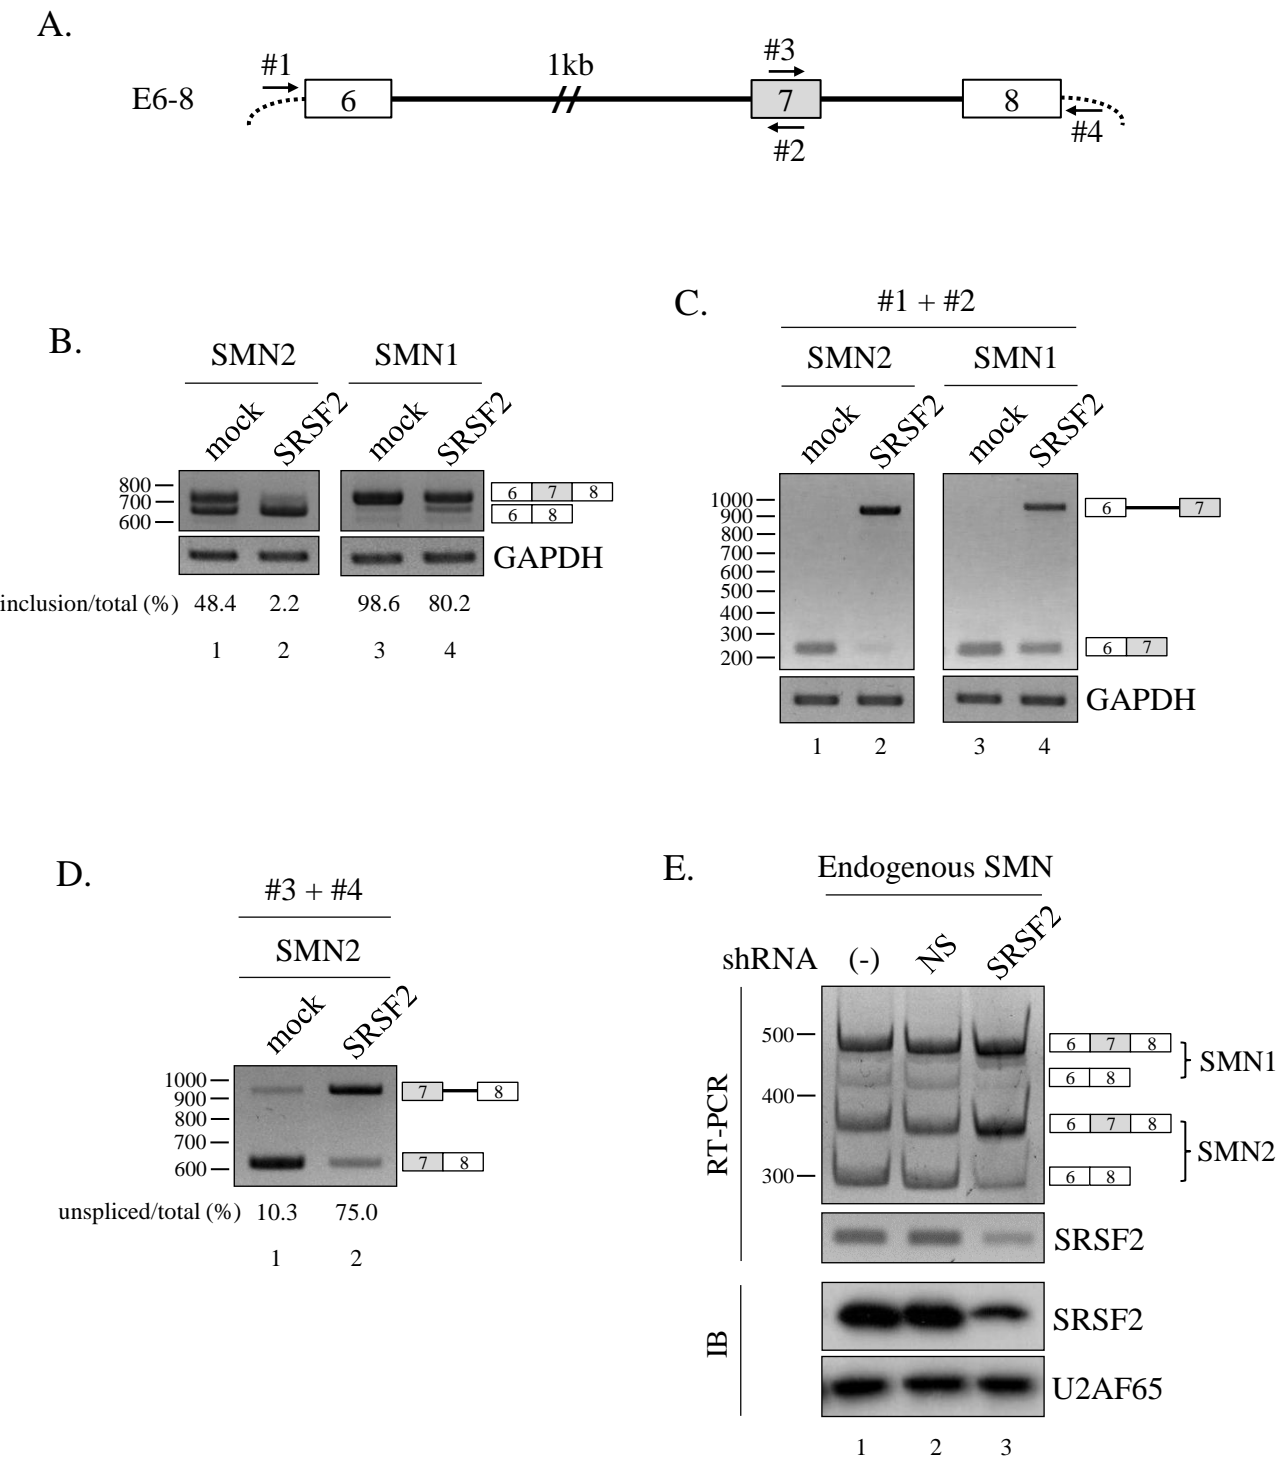 A.
E6-8
#1
6
1kb
#3
7
#2
8
#4
B.
SMN2 SMN1
mock SRSF2 mock SRSF2
800
700
600
6 7 8
6 8
GAPDH
inclusion/total (%) 48.4 2.2 98.6 80.2
1 2 3 4
C.
#1 + #2
SMN2 SMN1
mock SRSF2 mock SRSF2
1000
900
800
700
600
500
400
300
200
6 7
6 7
GAPDH
1 2 3 4
D.
#3 + #4
SMN2
mock SRSF2
1000
900
800
700
600
7 8
7 8
unspliced/total (%) 10.3 75.0
1 2
E.
Endogenous SMN
shRNA (-) NS SRSF2
RT-PCR
500
400
300
6 7 8
6 8
SMN1
6 7 8
6 8
SMN2
SRSF2
IB
SRSF2
U2AF65
1 2 3